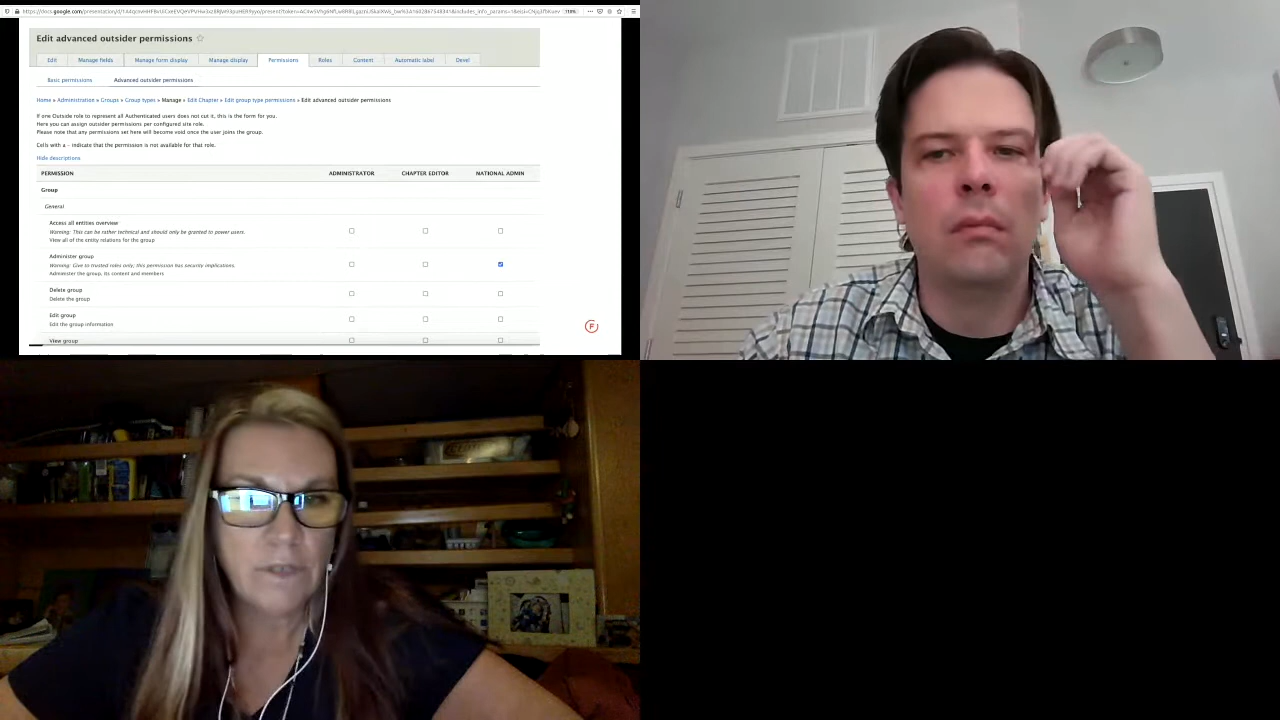 Edit advanced outsider permissions
Edit Manage fields Manage form display Manage display Permissions Roles Content Automatic label Devel
Basic permissions Advanced outsider permissions
Home » Administration » Groups » Group types » Manage » Edit Chapter » Edit group type permissions » Edit advanced outsider permissions
If one Outside role to represent all Authenticated users does not cut it, this is the form for you.
Here you can assign outsider permissions per configured site role.
Please note that any permissions set here will become void once the user joins the group.
Cells with a - indicate that the permission is not available for that role.
Hide descriptions
PERMISSION ADMINISTRATOR CHAPTER EDITOR NATIONAL ADMIN
Group
General
Access all entities overview
Warning: This can be rather technical and should only be granted to power users.
View all of the entity relations for the group
Administer group
Warning: Give to trusted roles only; this permission has security implications.
Administer the group, its content and members
Delete group
Delete the group
Edit group
Edit the group information
View group
F